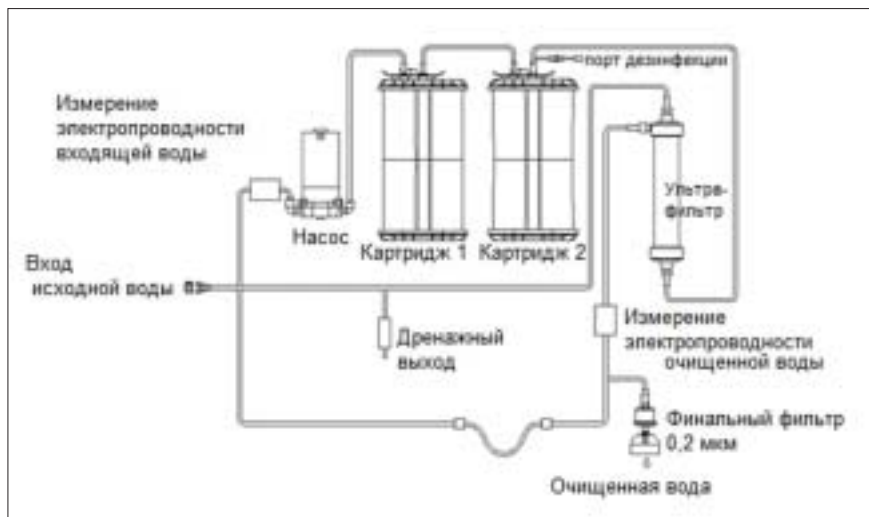 порт дезинфекции
Измерение
электропроводности
входящей воды
Ультра-
фильтр
Насос
Картридж 1
Картридж 2
Вход
исходной воды
Дренажный
выход
Измерение
электропроводности
очищенной воды
Финальный фильтр
0,2 мкм
Очищенная вода